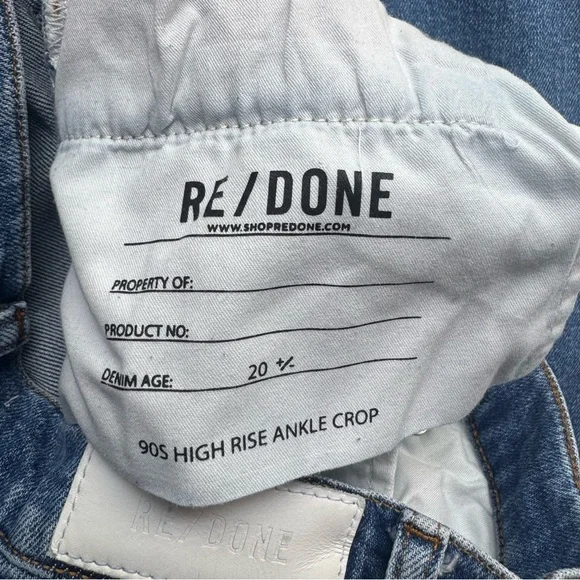 RE/DONE
WWW.SHOPREDONE.COM
PROPERTY OF:
PRODUCT NO:
DENIM AGE: 20 +/-
90S HIGH RISE ANKLE CROP
RE/DONE